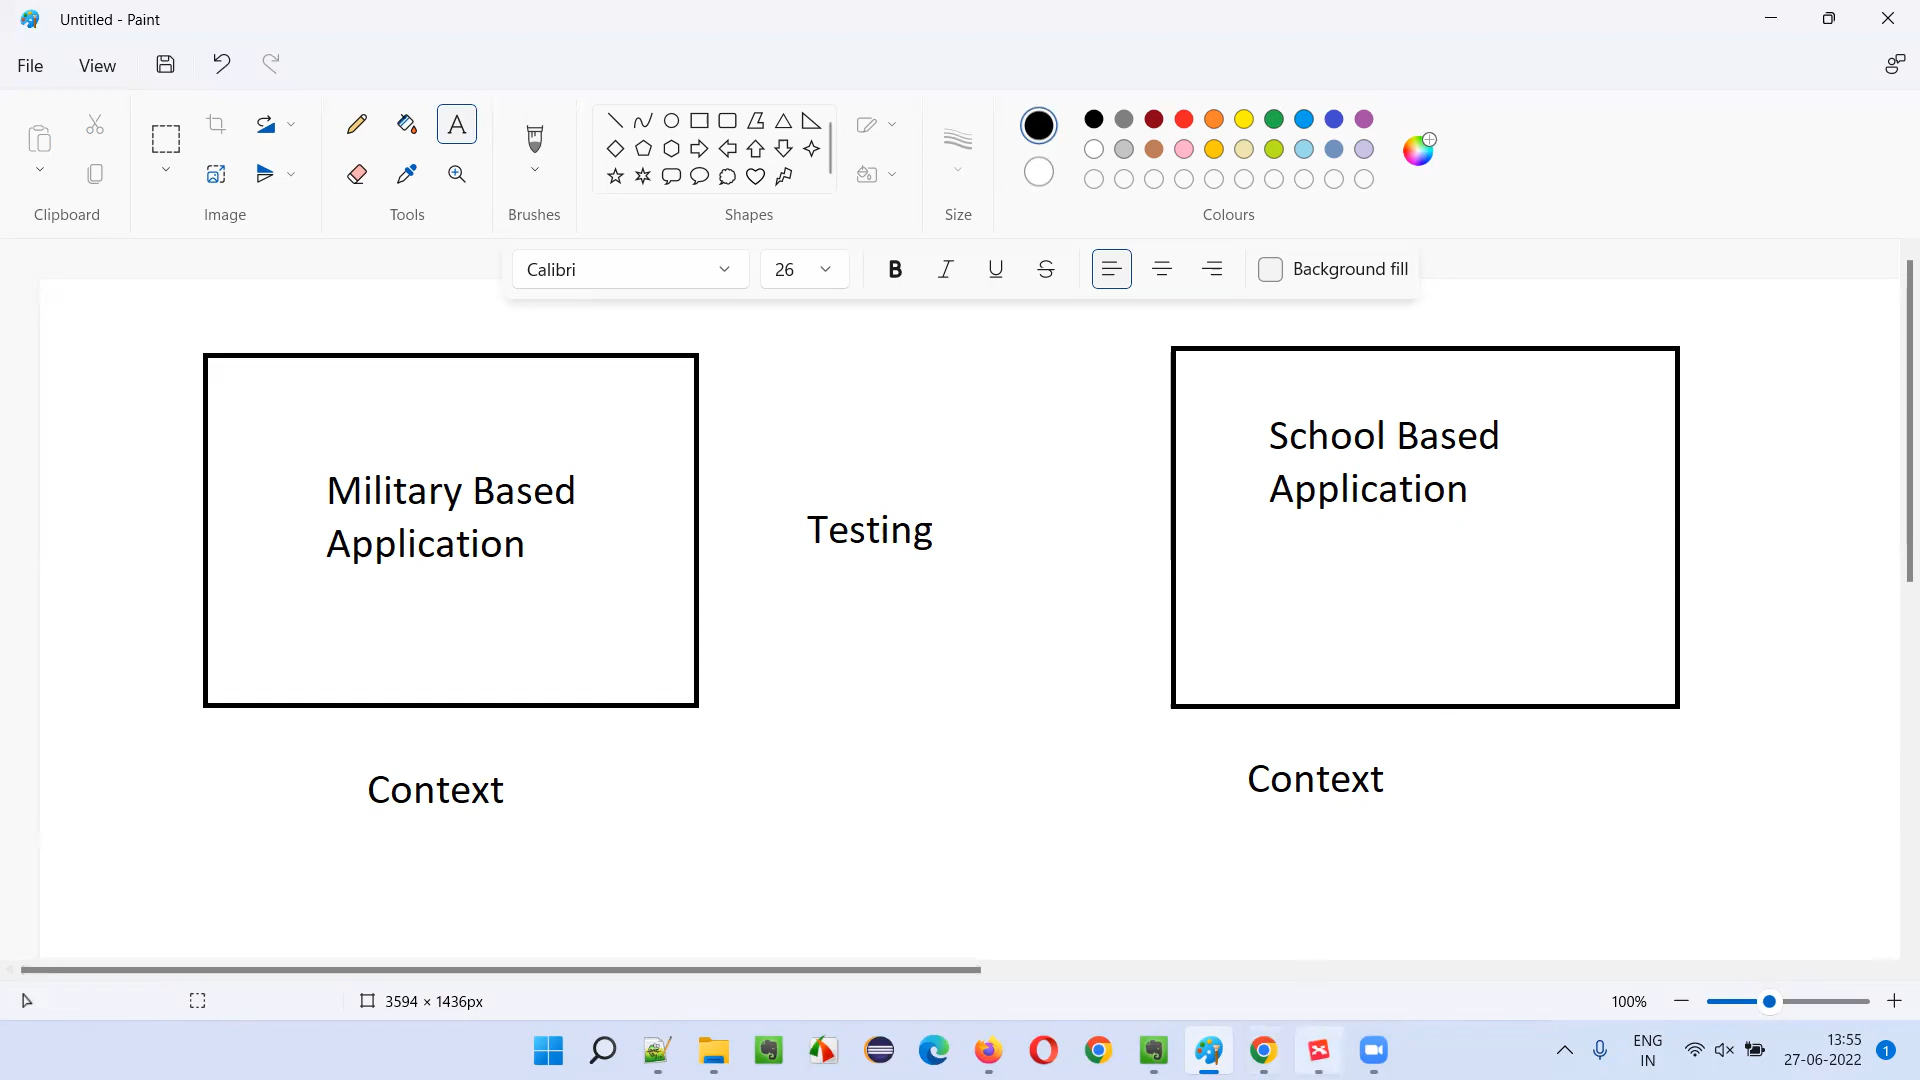 Untitled - Paint
File View
Clipboard
Image
Tools
Brushes
Shapes
Size
Colours
Calibri 26 B I U S Background fill
Military Based
Application
Testing
School Based
Application
Context
Context
3594 × 1436px
100%
ENG
IN
13:55
27-06-2022
1